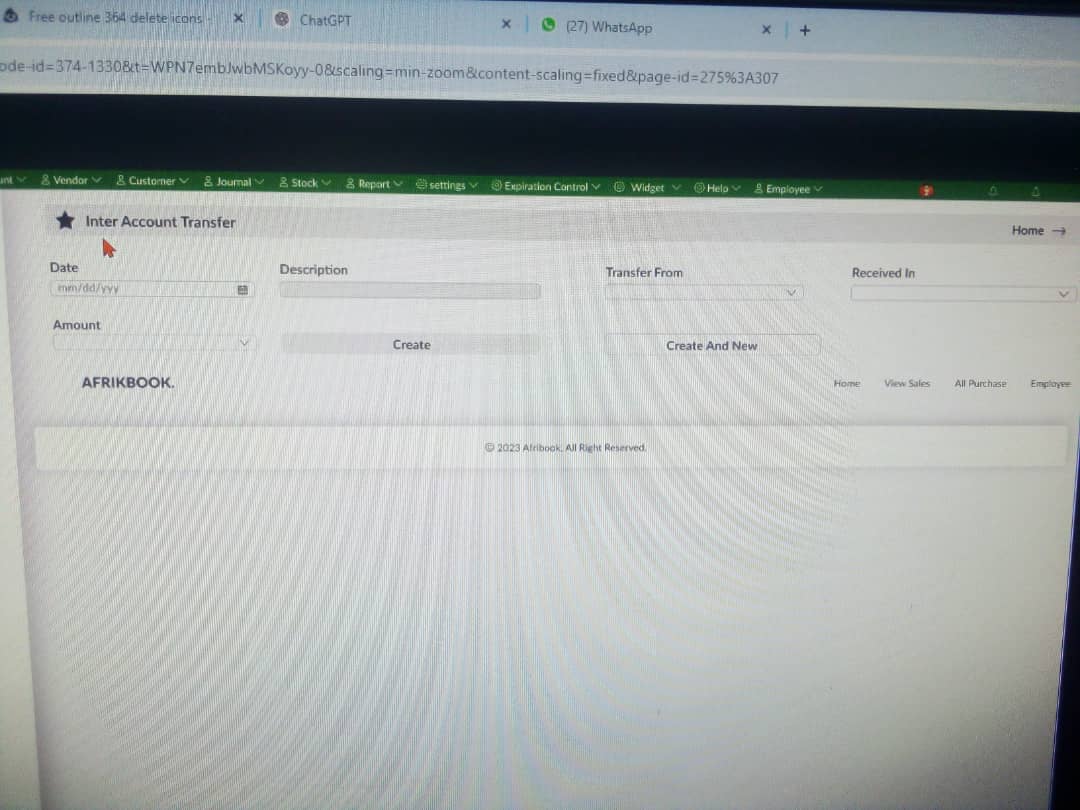 Free outline 364 delete icons
ChatGPT
(27) WhatsApp
ode-id=374-1330&t=WPN7embJwbMSKoyy-0&scaling=min-zoom&content-scaling=fixed&page-id=275%3A307
Vendor Customer Journal Stock Report settings Expiration Control Widget Help Employee
Inter Account Transfer
Home →
Date Description Transfer From Received In
mm/dd/yyy
Amount
Create Create And New
AFRIKBOOK.
Home View Sales All Purchase Employee
© 2023 Afribook. All Right Reserved.